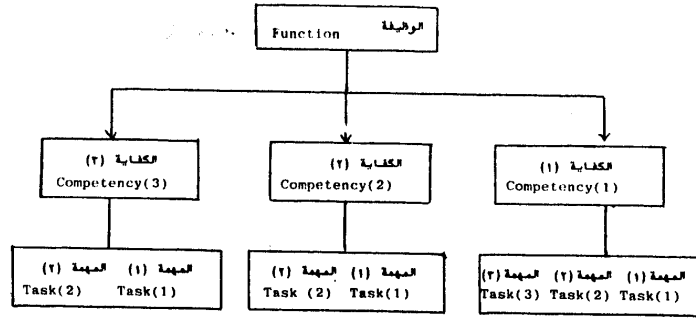 الوظيفة
Function
الكفاية (١)
Competency(1)
الكفاية (٢)
Competency(2)
الكفاية (٣)
Competency(3)
المهمة (١) المهمة (٢) المهمة (٣)
Task(3) Task(2) Task(1)
المهمة (١) المهمة (٢)
Task (2) Task(1)
المهمة (١) المهمة (٢)
Task(2) Task(1)